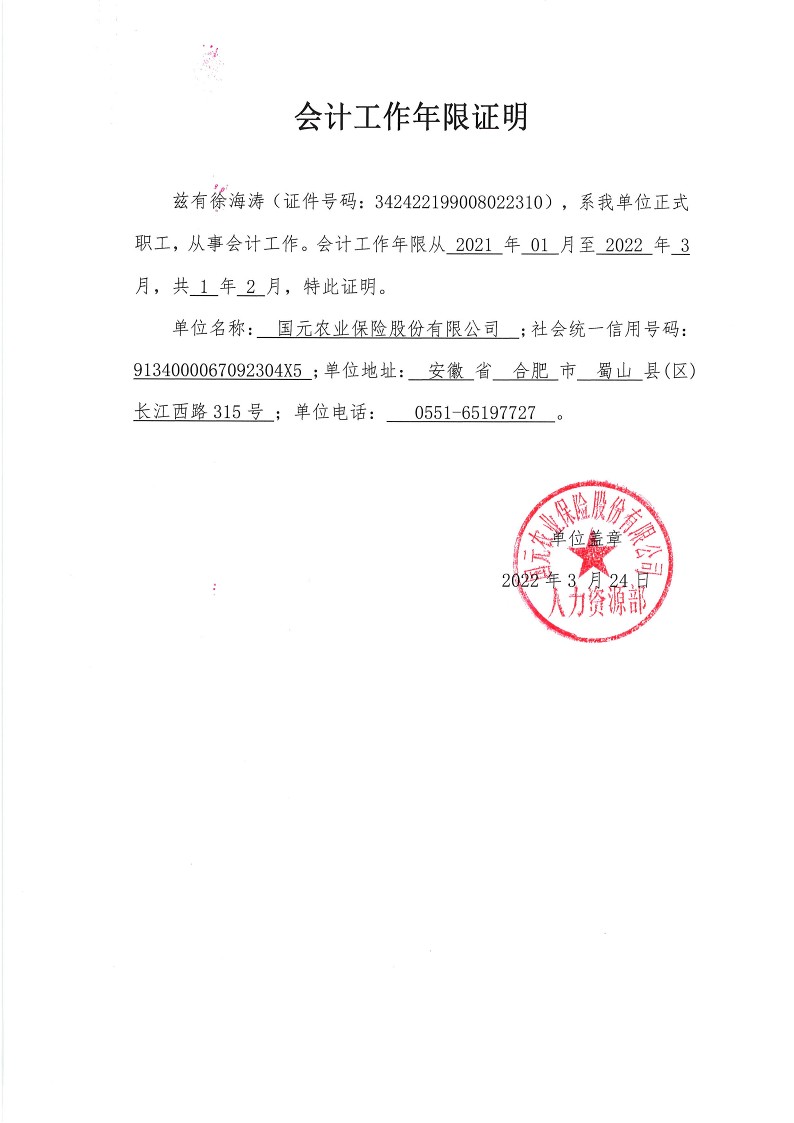 会计工作年限证明
兹有徐海涛（证件号码：342422199008022310），系我单位正式
职工，从事会计工作。会计工作年限从 2021 年 01 月至 2022 年 3
月，共 1 年 2 月，特此证明。
单位名称： 国元农业保险股份有限公司 ；社会统一信用号码：
9134000067092304X5 ；单位地址： 安徽 省 合肥 市 蜀山 县(区)
长江西路 315 号 ；单位电话： 0551-65197727 。
国元农业保险股份有限公司
单位盖章
2022 年 3 月 24 日
人力资源部